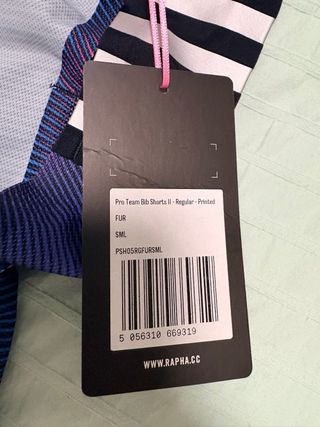 Pro Team Bib Shorts II - Regular - Printed
FUR
SML
PSH05RGFURSML
5 056310 669319
WWW.RAPHA.CC